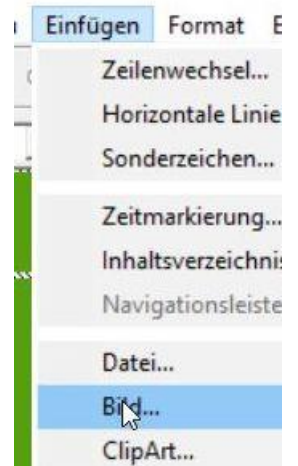 Einfügen Format
Zeilenwechsel...
Horizontale Linie
Sonderzeichen...
Zeitmarkierung...
Inhaltsverzeichnis
Navigationsleiste
Datei...
Bild...
ClipArt...